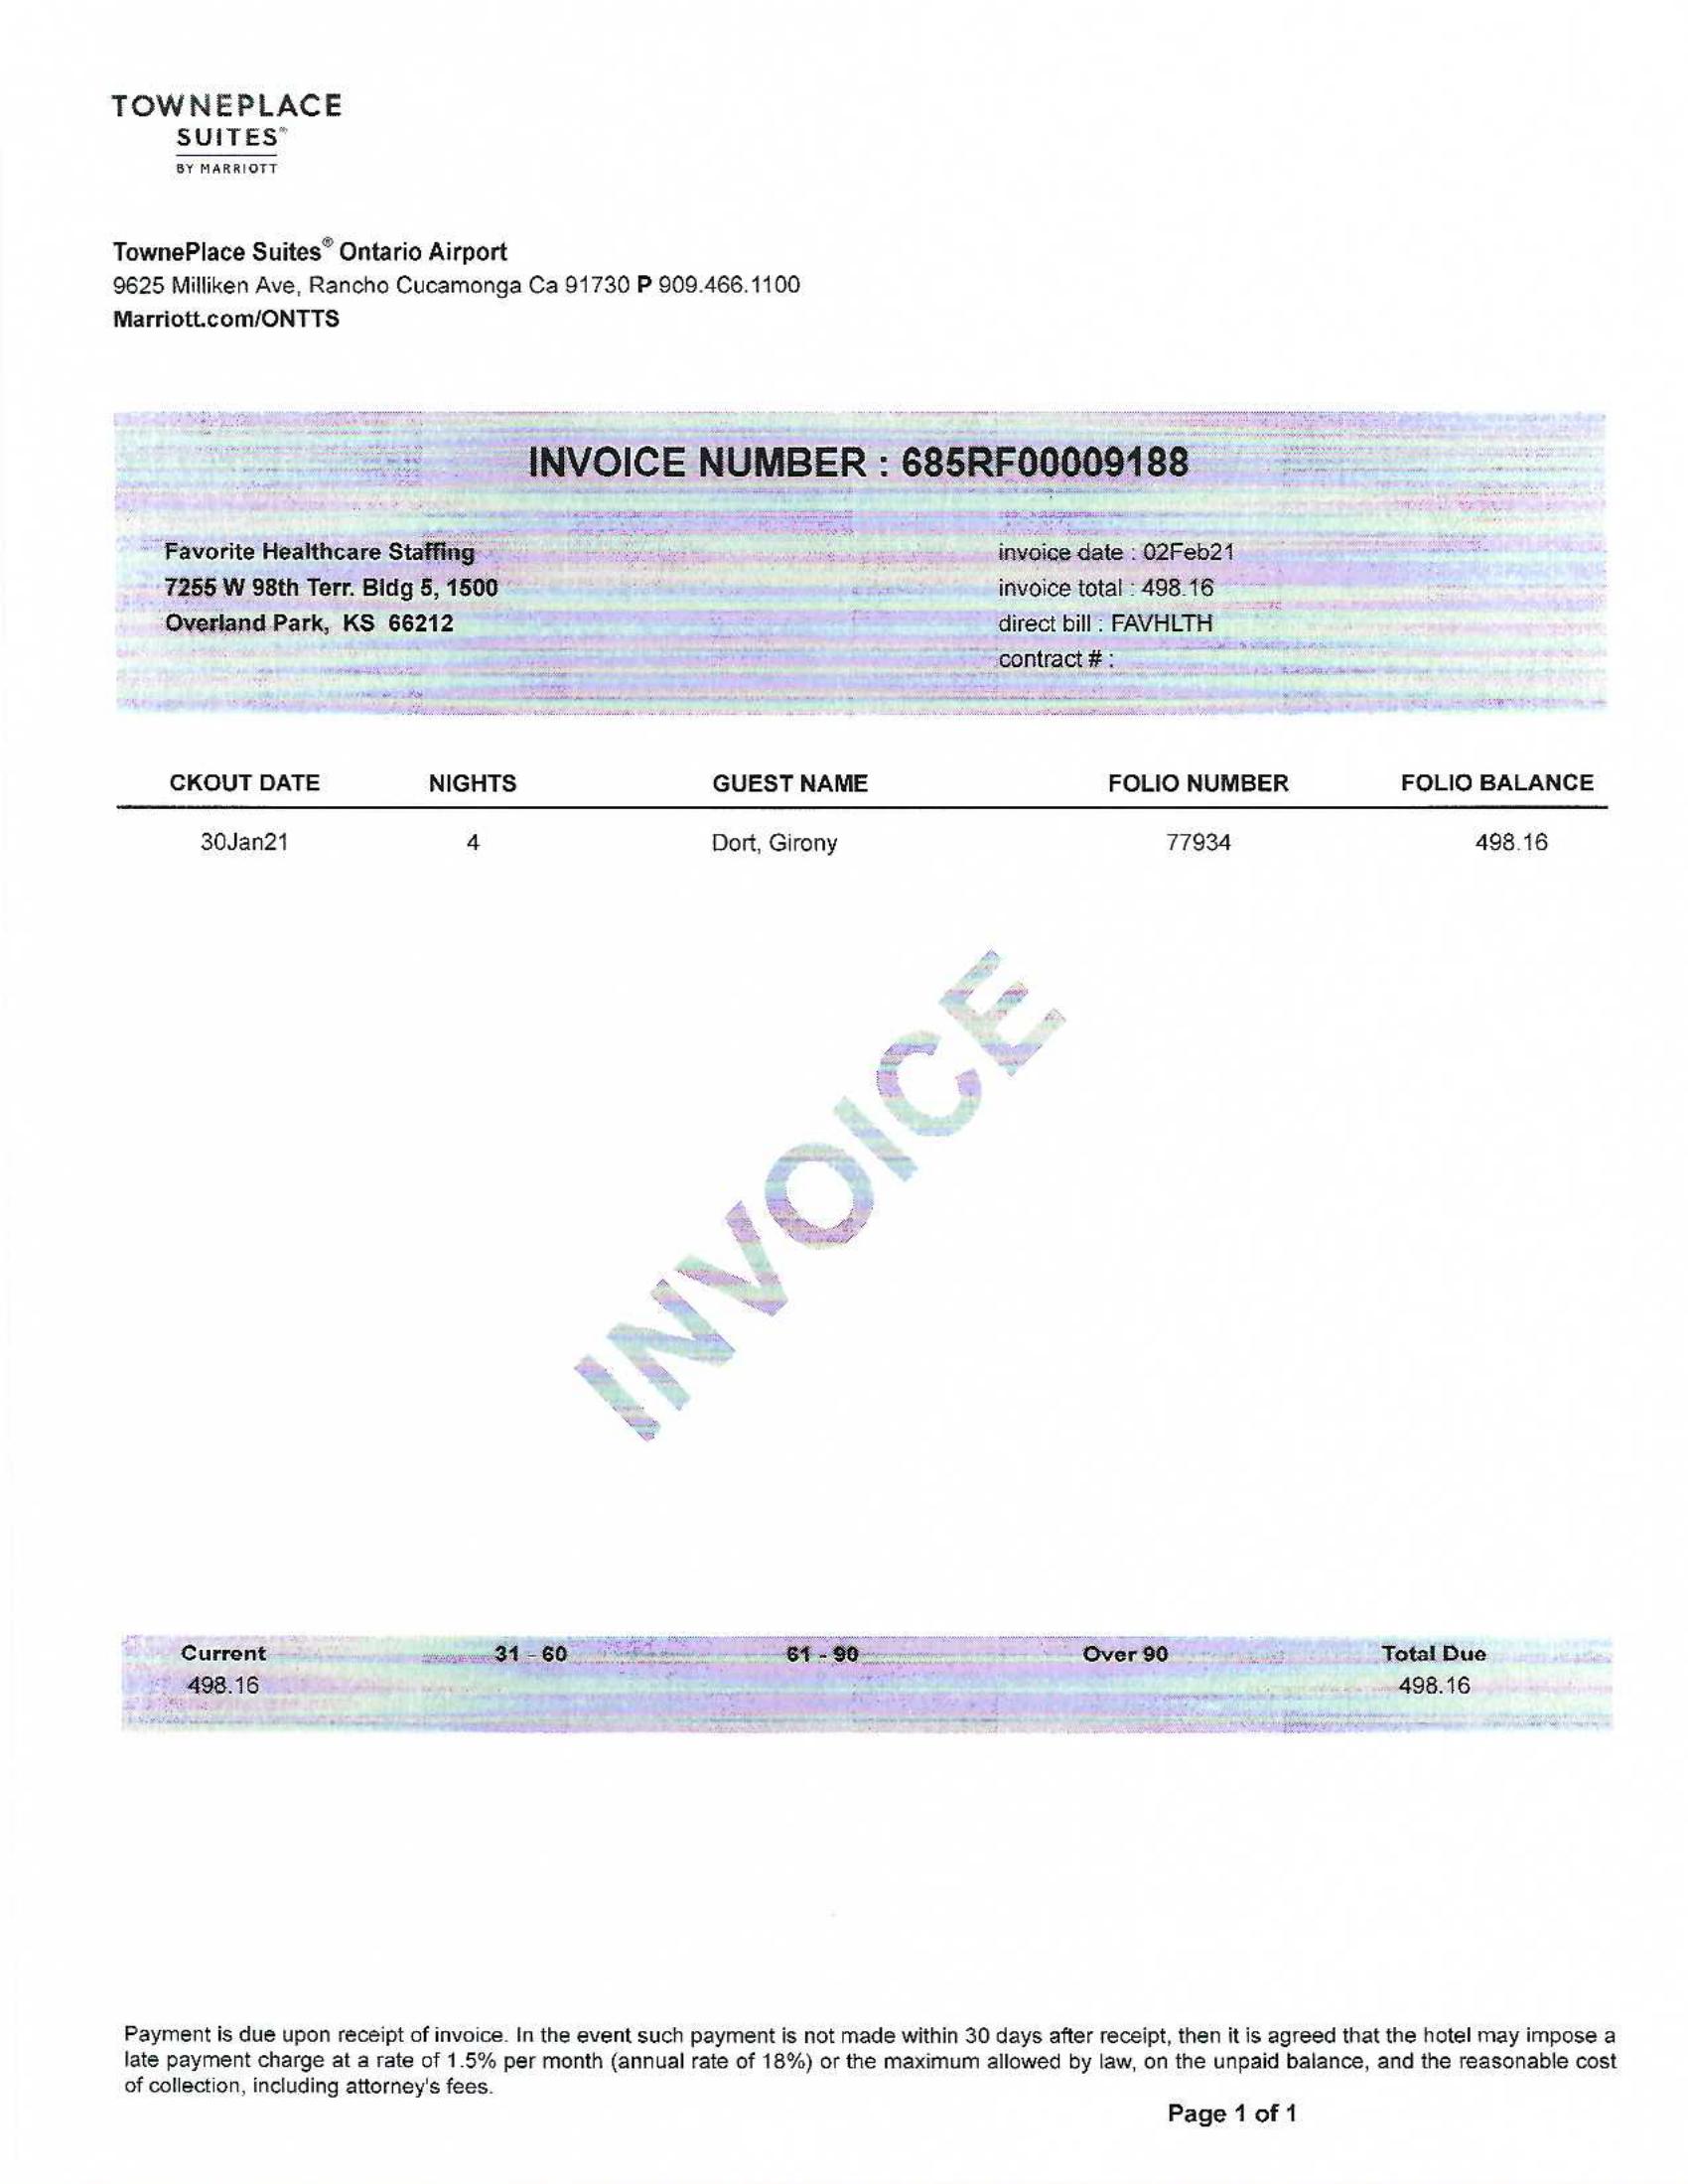 TOWNEPLACE
SUITES®
BY MARRIOTT
TownePlace Suites® Ontario Airport
9625 Milliken Ave, Rancho Cucamonga Ca 91730 P 909.466.1100
Marriott.com/ONTTS
INVOICE NUMBER : 685RF00009188
Favorite Healthcare Staffing
7255 W 98th Terr. Bldg 5, 1500
Overland Park, KS 66212
invoice date : 02Feb21
invoice total : 498.16
direct bill : FAVHLTH
contract # :
CKOUT DATE NIGHTS GUEST NAME FOLIO NUMBER FOLIO BALANCE
30Jan21 4 Dort, Girony 77934 498.16
INVOICE
Current 31 - 60 61 - 90 Over 90 Total Due
498.16 498.16
Payment is due upon receipt of invoice. In the event such payment is not made within 30 days after receipt, then it is agreed that the hotel may impose a
late payment charge at a rate of 1.5% per month (annual rate of 18%) or the maximum allowed by law, on the unpaid balance, and the reasonable cost
of collection, including attorney's fees.
Page 1 of 1